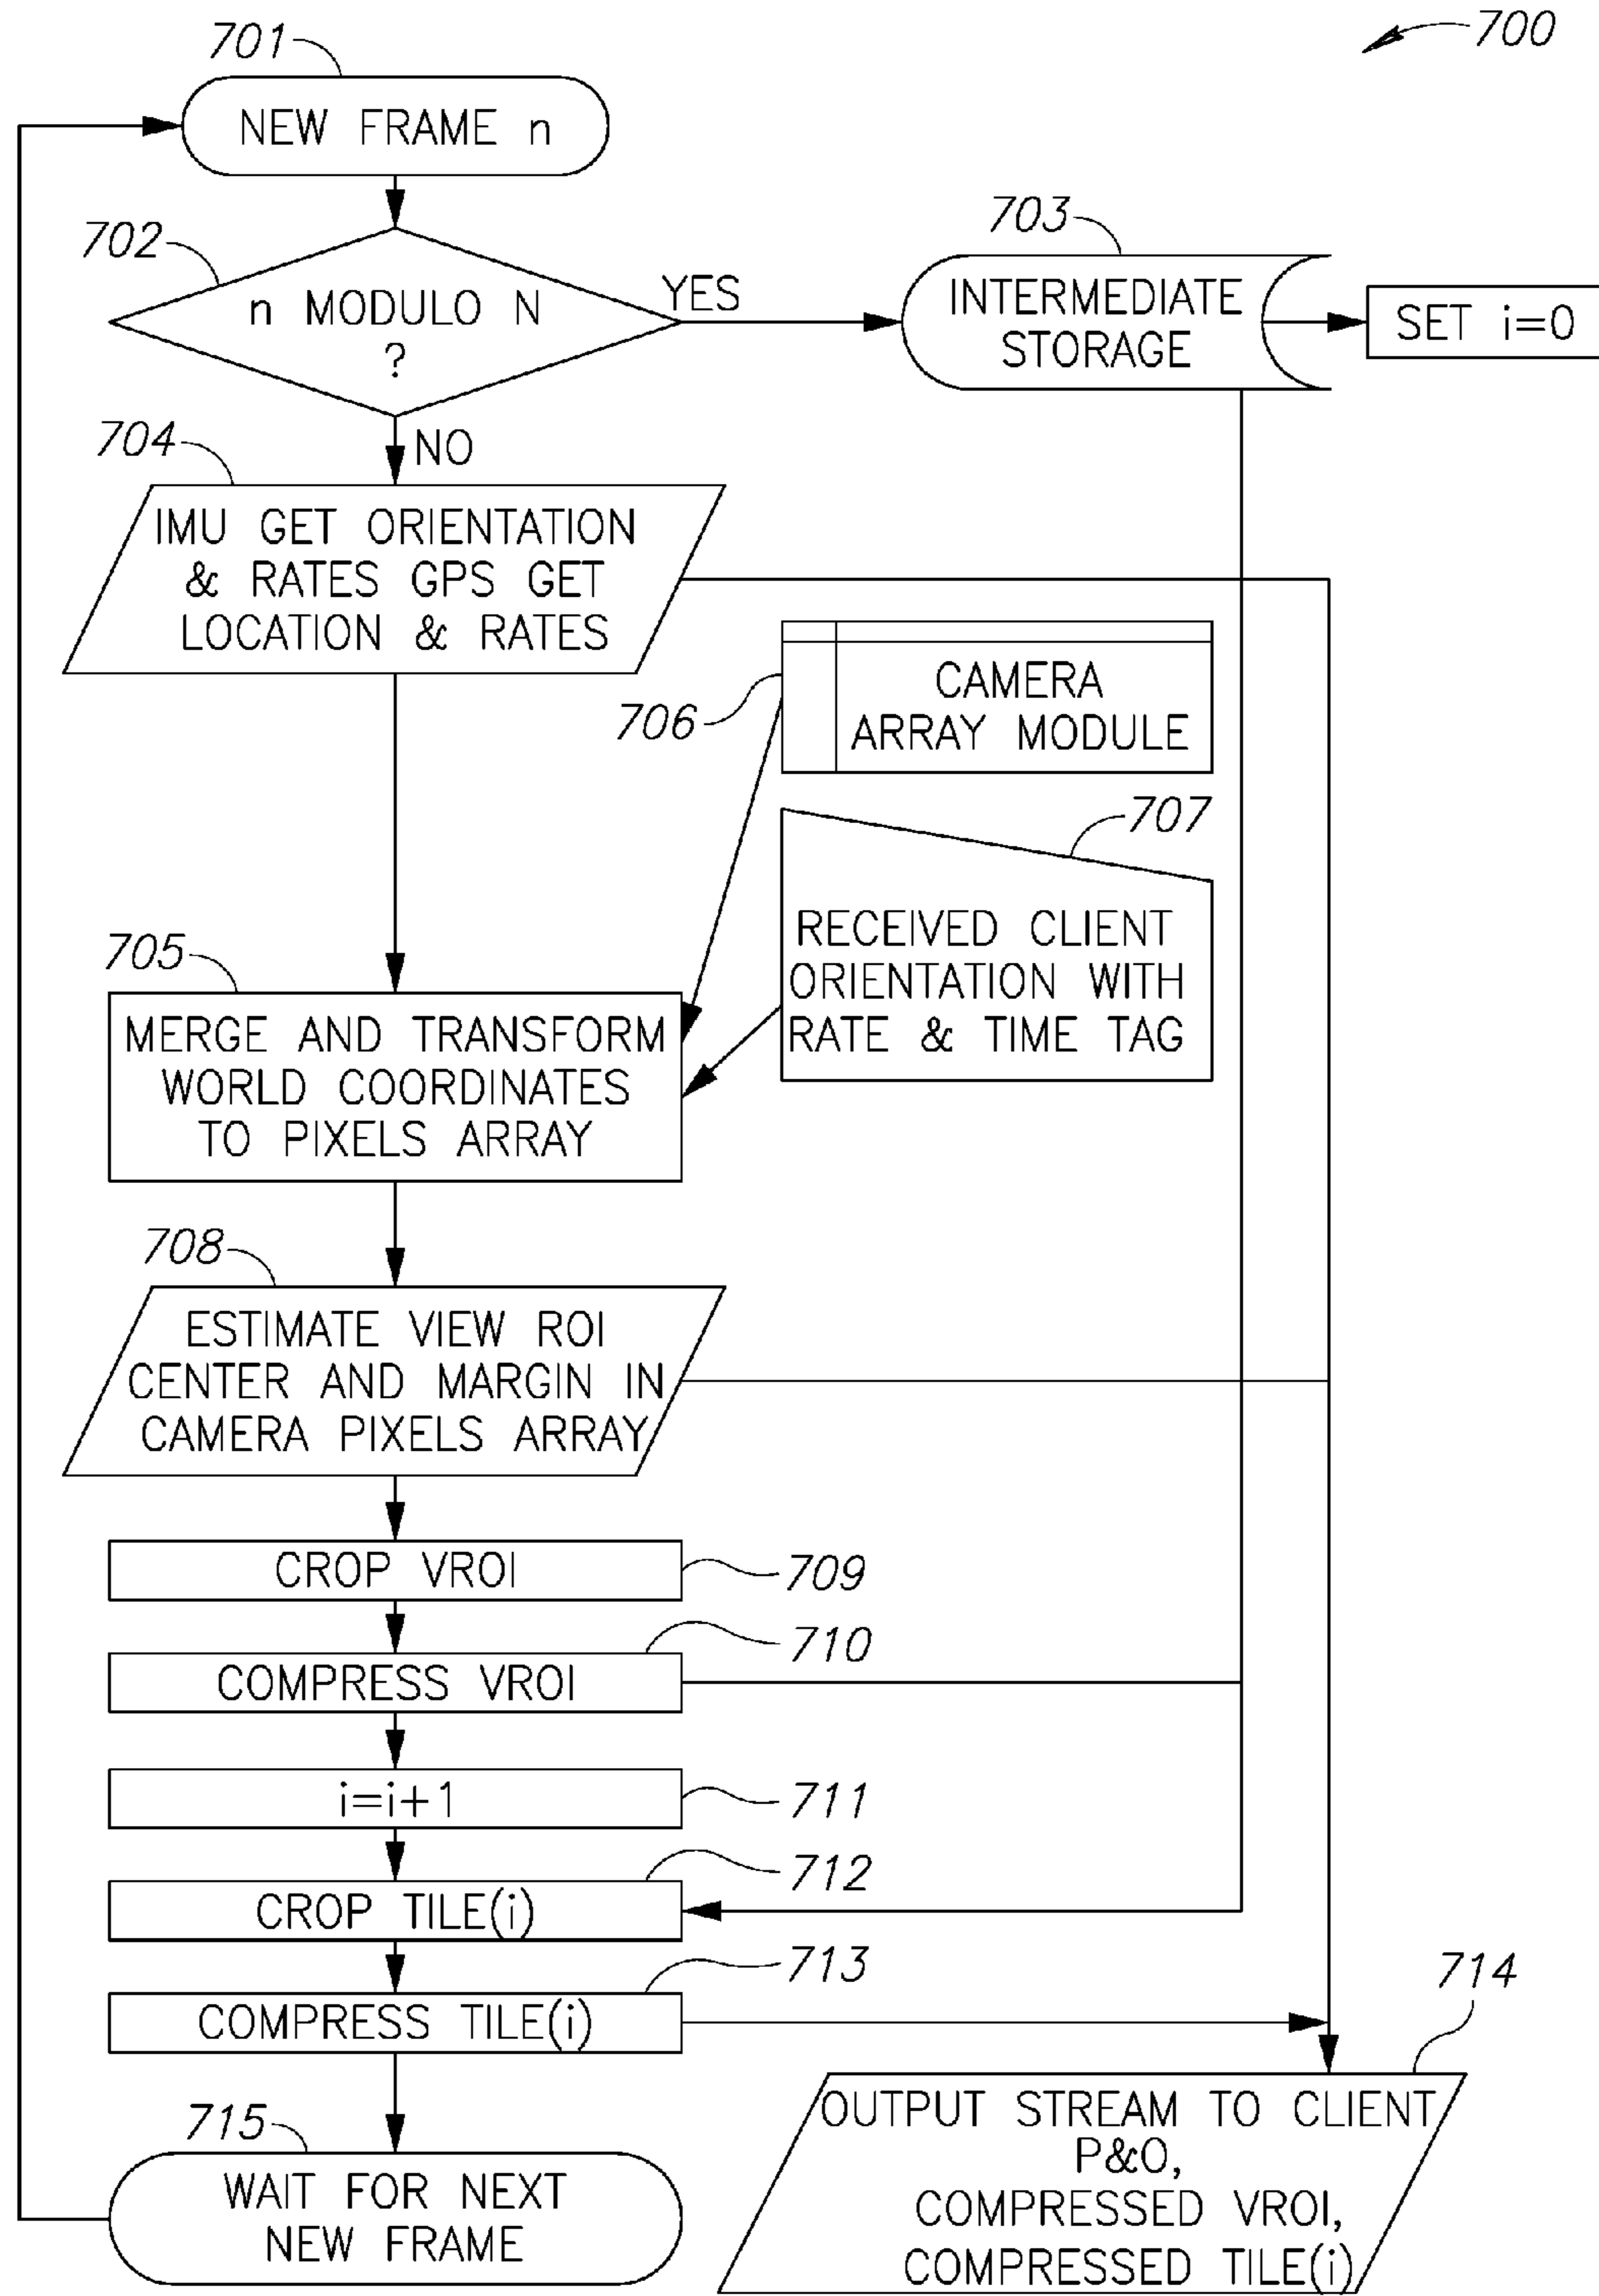 700
701
NEW FRAME n
702
n MODULO N
?
YES
703
INTERMEDIATE
STORAGE
SET i=0
NO
704
IMU GET ORIENTATION
& RATES GPS GET
LOCATION & RATES
706
CAMERA
ARRAY MODULE
707
RECEIVED CLIENT
ORIENTATION WITH
RATE & TIME TAG
705
MERGE AND TRANSFORM
WORLD COORDINATES
TO PIXELS ARRAY
708
ESTIMATE VIEW ROI
CENTER AND MARGIN IN
CAMERA PIXELS ARRAY
CROP VROI
709
710
COMPRESS VROI
i=i+1
711
712
CROP TILE(i)
713
COMPRESS TILE(i)
714
OUTPUT STREAM TO CLIENT
P&O,
COMPRESSED VROI,
COMPRESSED TILE(i)
715
WAIT FOR NEXT
NEW FRAME